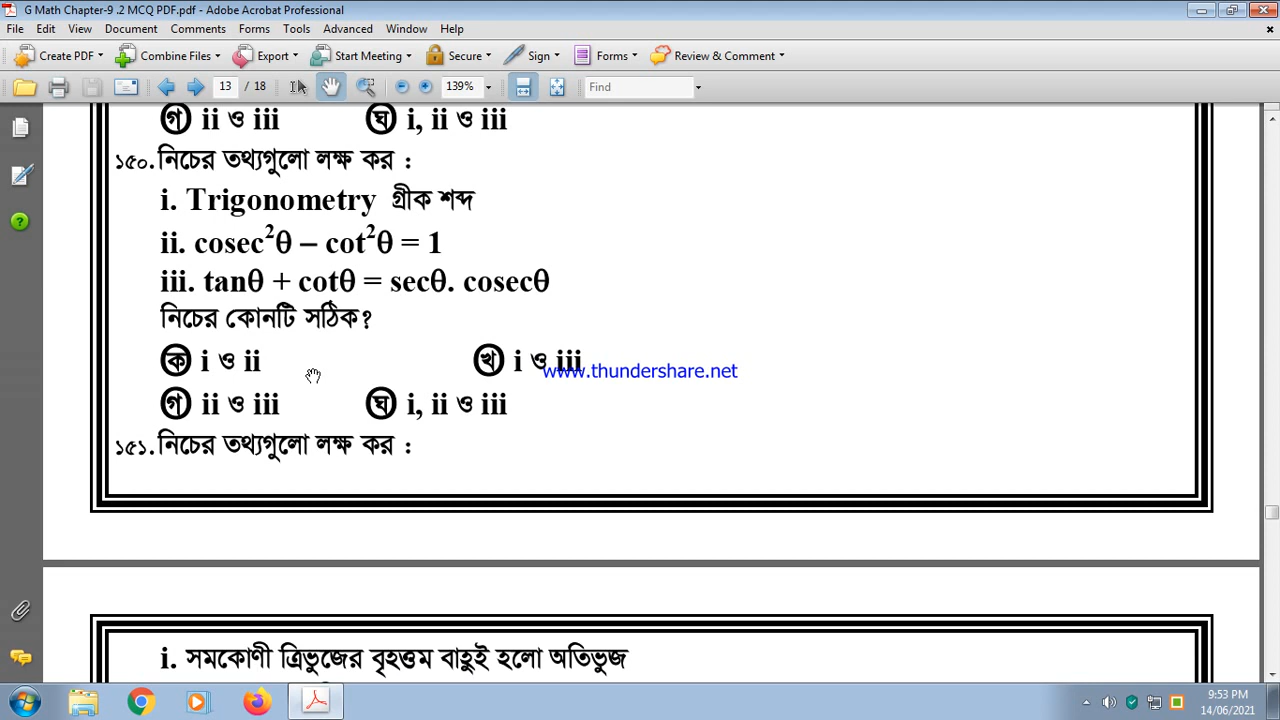 G Math Chapter-9 .2 MCQ PDF.pdf - Adobe Acrobat Professional
File Edit View Document Comments Forms Tools Advanced Window Help
Create PDF Combine Files Export Start Meeting Secure Sign Forms Review & Comment
13 / 18 139% Find
গ ii ও iii ঘ i, ii ও iii
১৫০. নিচের তথ্যগুলো লক্ষ কর :
i. Trigonometry গ্রীক শব্দ
ii. cosec²θ – cot²θ = 1
iii. tanθ + cotθ = secθ. cosecθ
নিচের কোনটি সঠিক?
ক i ও ii খ i ও iii
www.thundershare.net
গ ii ও iii ঘ i, ii ও iii
১৫১. নিচের তথ্যগুলো লক্ষ কর :
i. সমকোণী ত্রিভুজের বৃহত্তম বাহুই হলো অতিভুজ
9:53 PM
14/06/2021